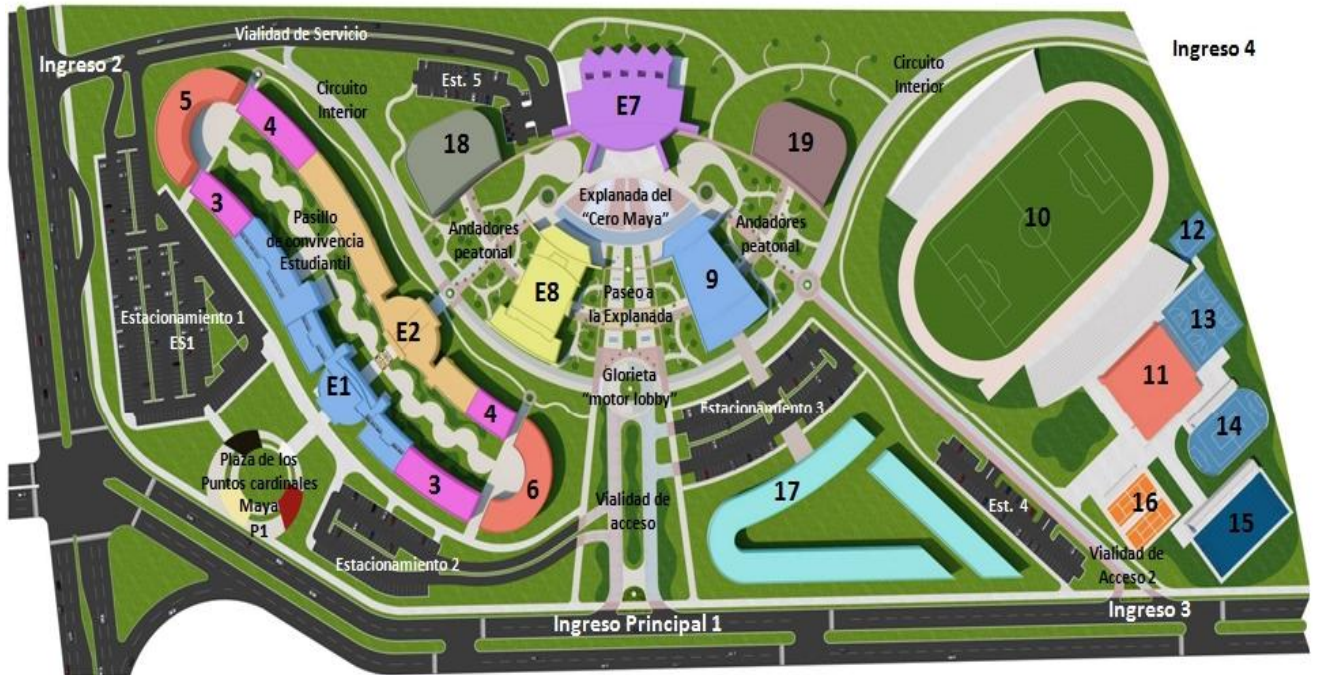 Vialidad de Servicio
Ingreso 2
Ingreso 4
Circuito
Interior
Est. 5
Circuito
Interior
5
4
E7
18
19
3
Pasillo
de convivencia
Estudiantil
Explanada del
“Cero Maya”
Andadores
peatonal
Andadores
peatonal
10
12
E8
9
13
Paseo a
la Explanada
Estacionamiento 1
ES1
E2
E1
Glorieta
“motor lobby”
11
4
Estacionamiento 3
14
Plaza de los
Puntos cardinales
Maya
P1
3
6
17
Vialidad de
acceso
Est. 4
16
15
Estacionamiento 2
Vialidad de
Acceso 2
Ingreso Principal 1
Ingreso 3